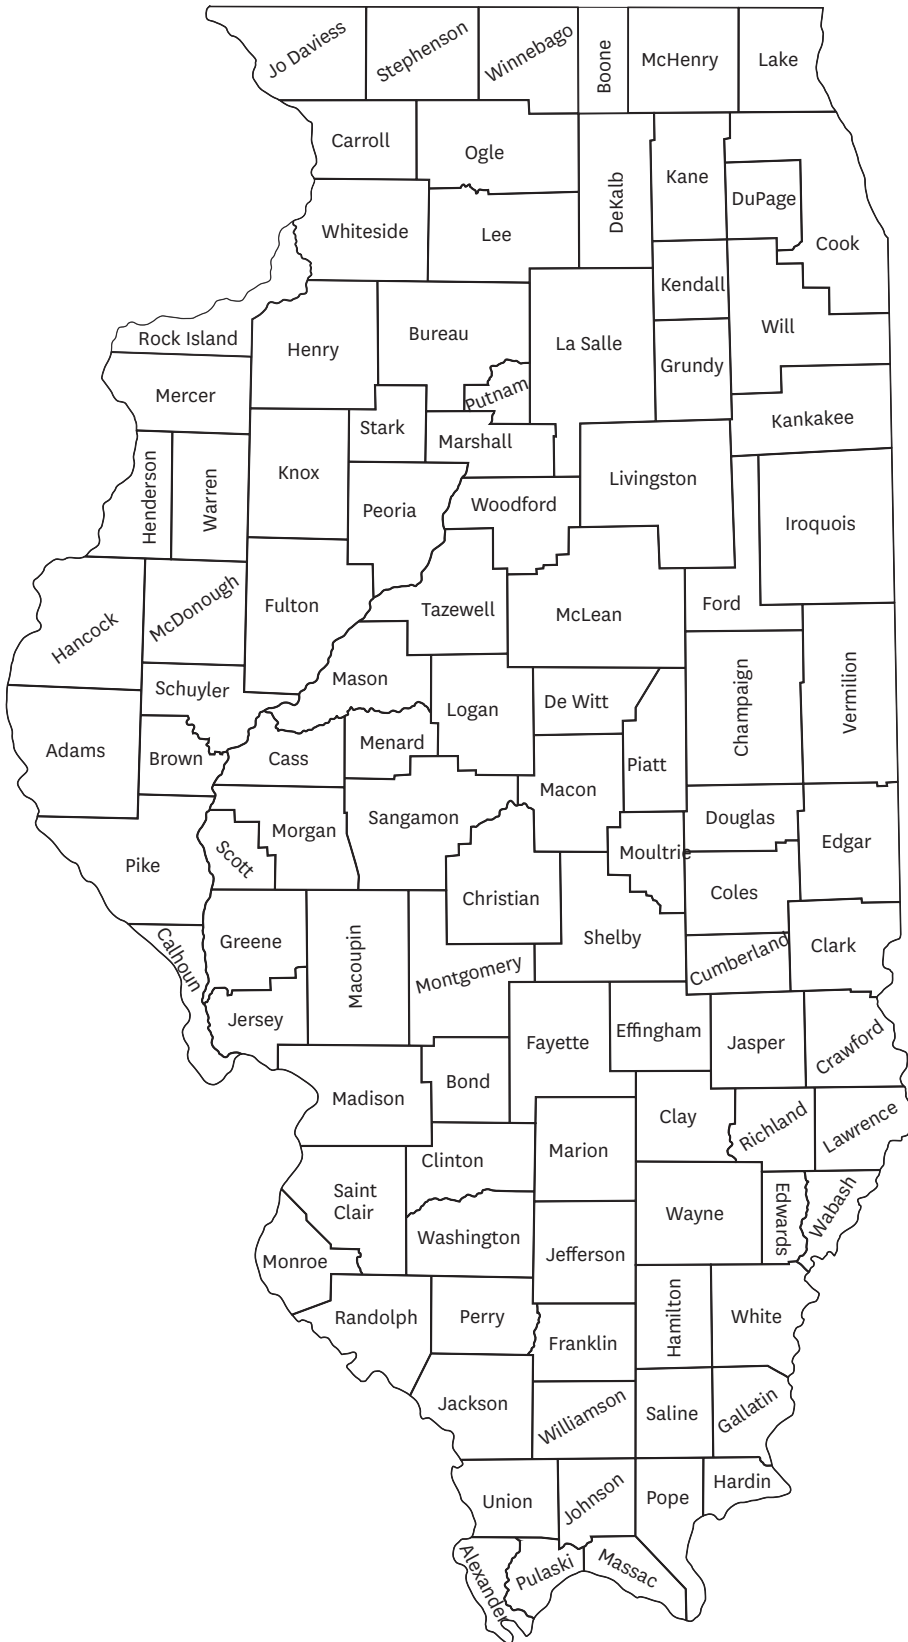 Jo Daviess
Stephenson
Winnebago
Boone
McHenry
Lake
Carroll
Ogle
DeKalb
Kane
DuPage
Cook
Whiteside
Lee
Kendall
Will
Rock Island
Henry
Bureau
La Salle
Grundy
Mercer
Putnam
Kankakee
Stark
Marshall
Henderson
Warren
Knox
Peoria
Woodford
Livingston
Iroquois
Hancock
McDonough
Fulton
Tazewell
McLean
Ford
Schuyler
Mason
Logan
De Witt
Champaign
Vermilion
Adams
Brown
Cass
Menard
Macon
Piatt
Pike
Scott
Morgan
Sangamon
Douglas
Edgar
Moultrie
Coles
Christian
Calhoun
Greene
Macoupin
Montgomery
Shelby
Cumberland
Clark
Jersey
Fayette
Effingham
Jasper
Crawford
Madison
Bond
Clay
Richland
Lawrence
Clinton
Marion
Saint
Clair
Washington
Wayne
Edwards
Wabash
Monroe
Jefferson
Randolph
Perry
Franklin
Hamilton
White
Jackson
Williamson
Saline
Gallatin
Union
Johnson
Pope
Hardin
Alexander
Pulaski
Massac